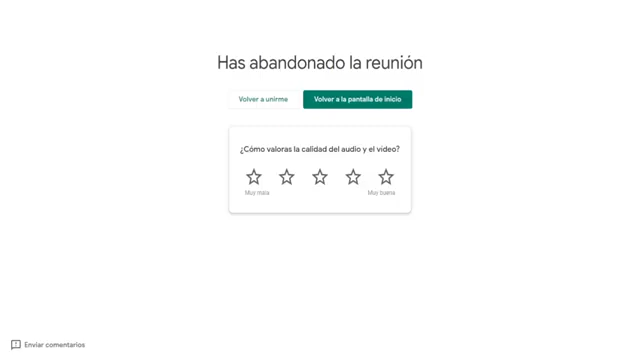 Has abandonado la reunión
Volver a unirme
Volver a la pantalla de inicio
¿Cómo valoras la calidad del audio y el vídeo?
Muy mala
Muy buena
Enviar comentarios